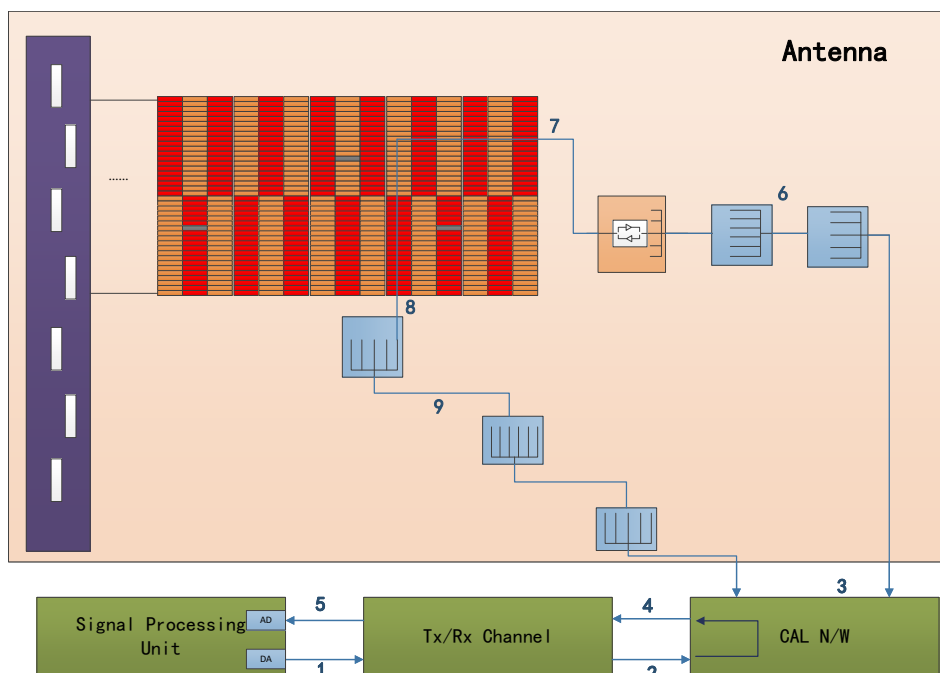 Antenna
7
......
6
8
9
3
5
4
Signal Processing
Unit
AD
Tx/Rx Channel
CAL N/W
DA
1
2